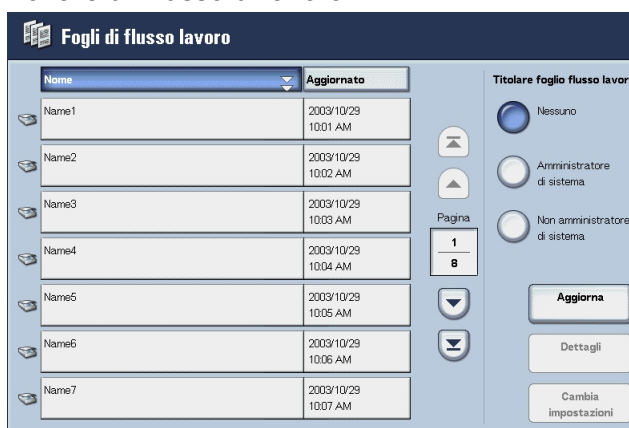 Fogli di flusso lavoro
Nome
Aggiornato
Name1
2003/10/29
10:01 AM
Name2
2003/10/29
10:02 AM
Name3
2003/10/29
10:03 AM
Name4
2003/10/29
10:04 AM
Name5
2003/10/29
10:05 AM
Name6
2003/10/29
10:06 AM
Name7
2003/10/29
10:07 AM
Pagina
1
8
Titolare foglio flusso lavor
Nessuno
Amministratore
di sistema
Non amministratore
di sistema
Aggiorna
Dettagli
Cambia
impostazioni